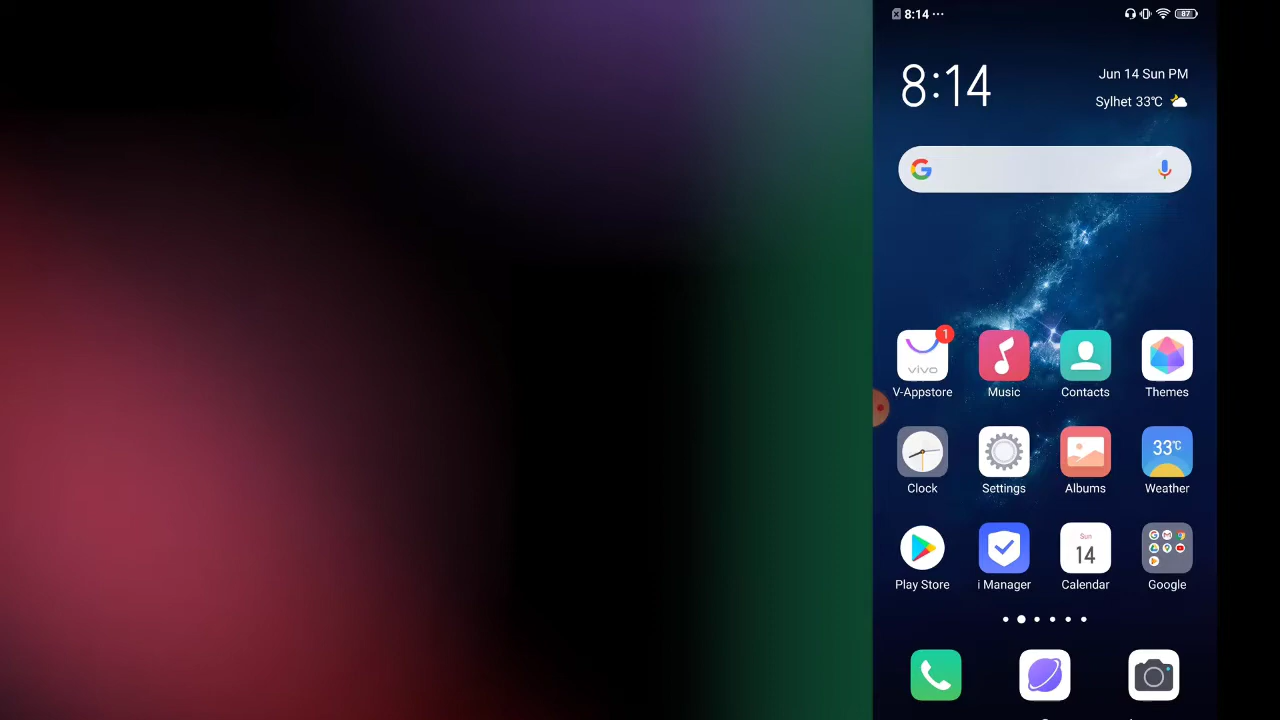 8:14 ...
87
8:14
Jun 14 Sun PM
Sylhet 33℃
1
vivo
V-Appstore
Music
Contacts
Themes
33℃
Clock
Settings
Albums
Weather
Sun
14
Play Store
i Manager
Calendar
Google